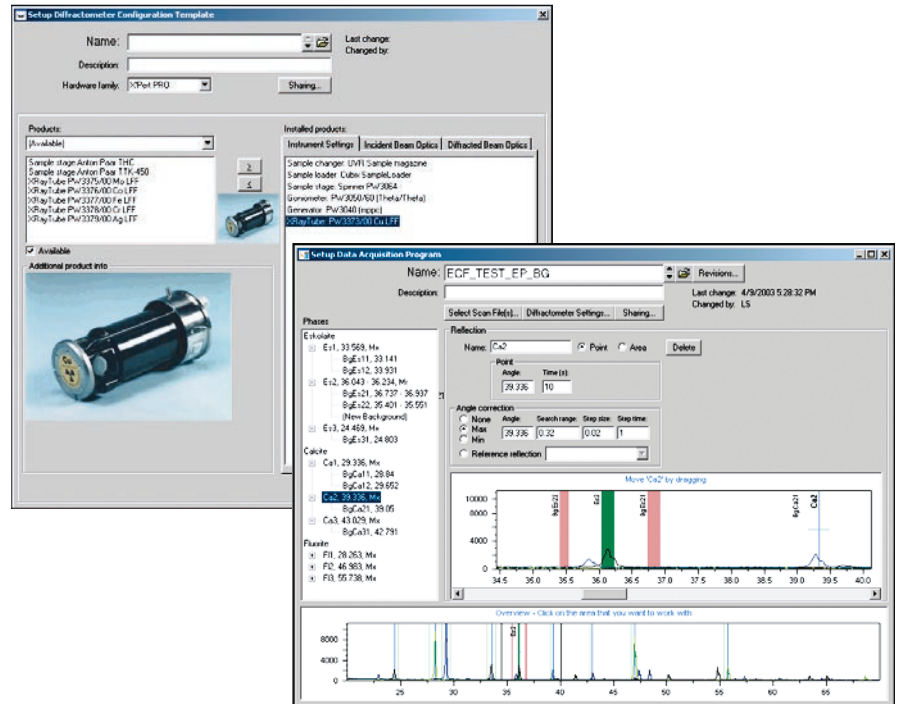 Setup Diffractometer Configuration Template
Name:
Last change:
Changed by:
Description:
Hardware family: X'Pert PRO
Sharing...
Products:
(Available)
Sample stage Anton Paar THC
Sample stage Anton Paar TTK-450
XRayTube PW3375/00 Mo LFF
XRayTube PW3376/00 Co LFF
XRayTube PW3377/00 Fe LFF
XRayTube PW3378/00 Cr LFF
XRayTube PW3379/00 Ag LFF
Available
Additional product info
Cu
Installed products:
Instrument Settings Incident Beam Optics Diffracted Beam Optics
Sample changer: UVR Sample magazine
Sample loader: Cubix SampleLoader
Sample stage: Spinner PW3064
Goniometer: PW3050/60 (Theta/Theta)
Generator: PW3040 (mppc)
XRayTube: PW3373/00 Cu LFF
Setup Data Acquisition Program
Name: ECF_TEST_EP_BG
Revisions...
Description:
Last change: 4/9/2003 5:28:32 PM
Changed by: LS
Select Scan File(s)... Diffractometer Settings... Sharing...
Phases
Eskolaite
Es1, 33.569, Mx
BgEs11, 33.141
BgEs12, 33.931
Es2, 36.043 - 36.234, Mx
BgEs21, 36.737 - 36.937
BgEs22, 35.401 - 35.551
(New Background)
Es3, 24.469, Mx
BgEs31, 24.803
Calcite
Ca1, 29.336, Mx
BgCa11, 28.84
BgCa12, 29.652
Ca2, 39.336, Mx
BgCa21, 39.05
Ca3, 43.029, Mx
BgCa31, 42.791
Fluorite
Fl1, 28.263, Mx
Fl2, 46.983, Mx
Fl3, 55.738, Mx
Reflection
Name: Ca2 Point Area Delete
Point
Angle: Time (s):
39.336 10
Angle correction
None Angle: Search range: Step size: Step time:
Max 39.336 0.32 0.02 1
Min
Reference reflection
Move 'Ca2' by dragging
10000
8000
4000
0
BgEs22
Es2
BgEs21
BgCa21
Ca2
34.5 35.0 35.5 36.0 36.5 37.0 37.5 38.0 38.5 39.0 39.5 40.0
Overview - Click on the area that you want to work with
8000
4000
0
Es2
25 30 35 40 45 50 55 60 65